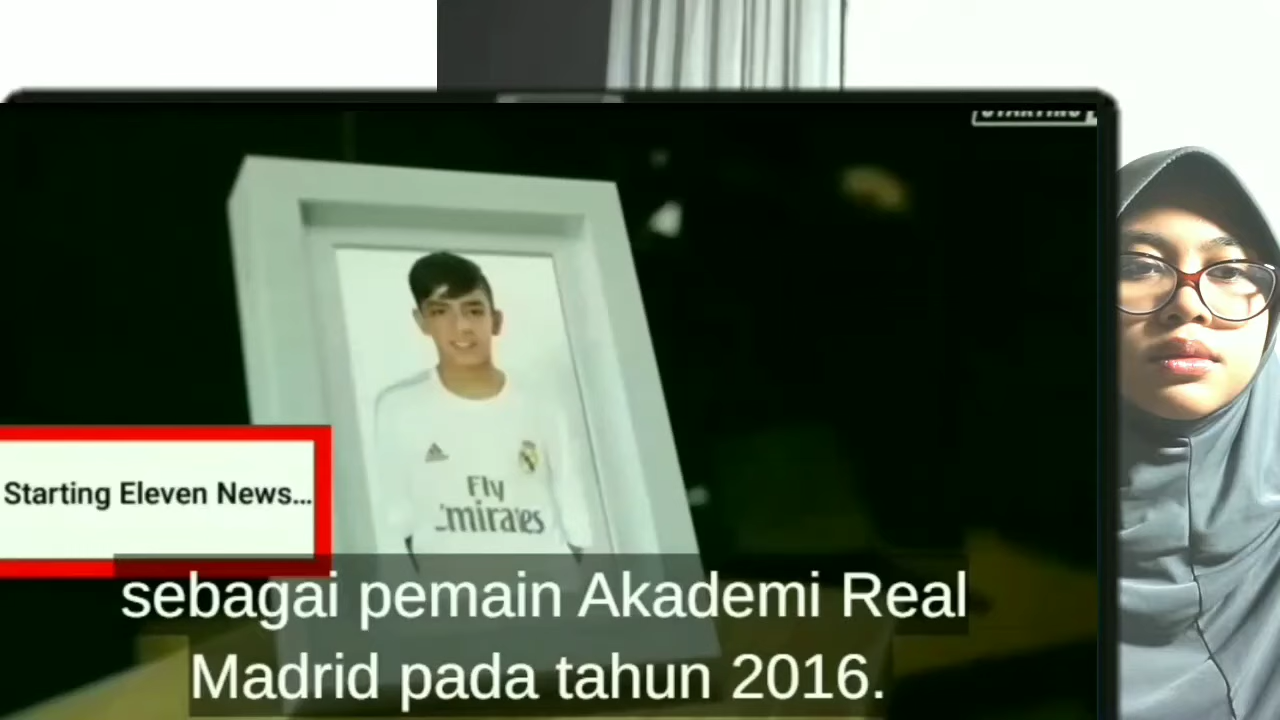 Starting Eleven News...
Fly
Emirates
sebagai pemain Akademi Real
Madrid pada tahun 2016.